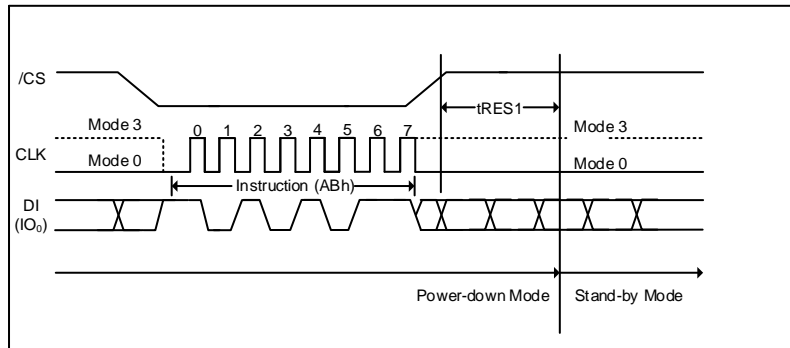 /CS
tRES1
Mode 3
0 1 2 3 4 5 6 7
Mode 3
CLK
Mode 0
Mode 0
Instruction (ABh)
DI
(IO₀)
Power-down Mode
Stand-by Mode